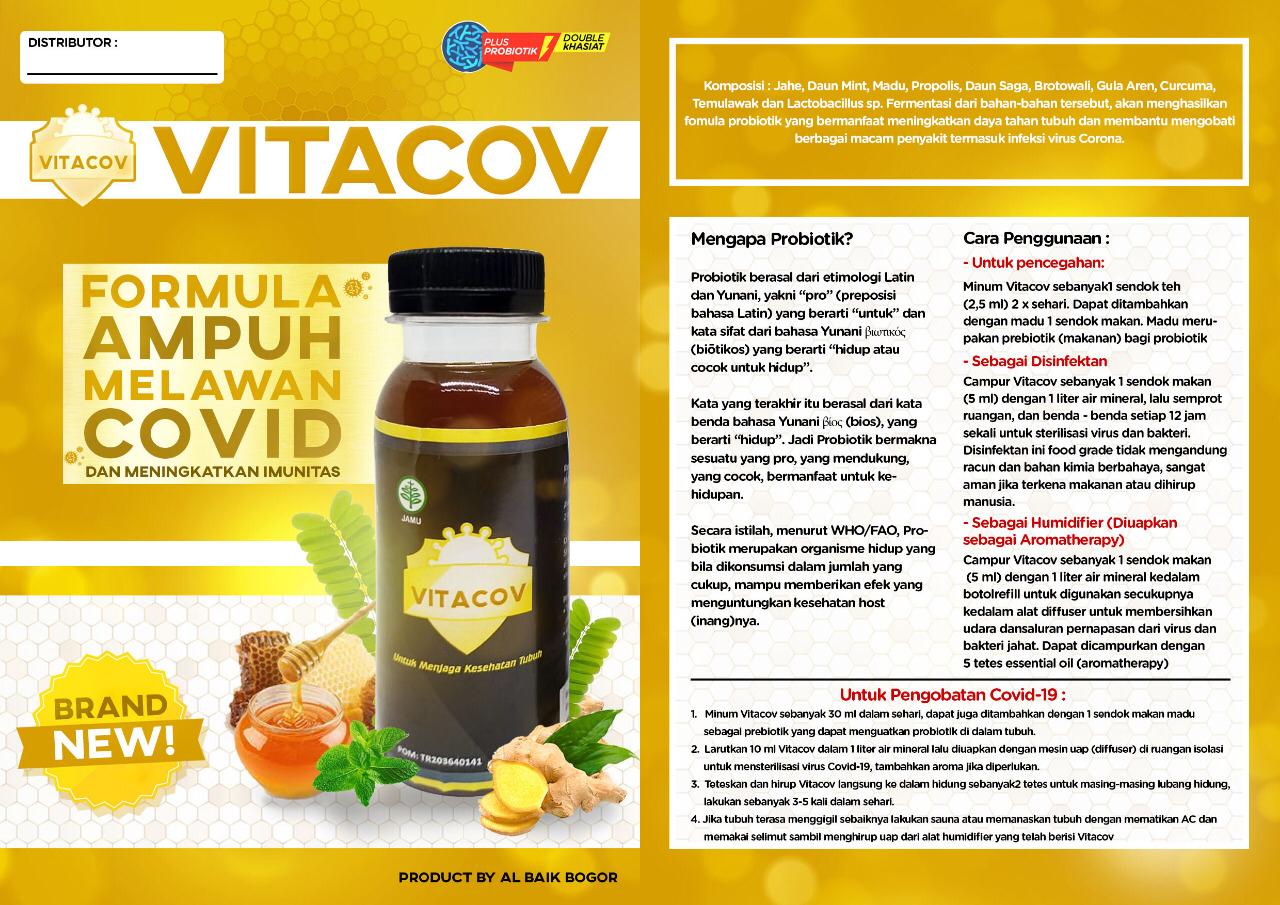 DISTRIBUTOR :
PLUS
PROBIOTIK
DOUBLE
kHASIAT
VITACOV
VITACOV
FORMULA
AMPUH
MELAWAN
COVID
DAN MENINGKATKAN IMUNITAS
JAMU
VITACOV
Untuk Menjaga Kesehatan Tubuh
POM: TR203640141
BRAND
NEW!
PRODUCT BY AL BAIK BOGOR
Komposisi : Jahe, Daun Mint, Madu, Propolis, Daun Saga, Brotowali, Gula Aren, Curcuma,
Temulawak dan Lactobacillus sp. Fermentasi dari bahan-bahan tersebut, akan menghasilkan
fomula probiotik yang bermanfaat meningkatkan daya tahan tubuh dan membantu mengobati
berbagai macam penyakit termasuk infeksi virus Corona.
Mengapa Probiotik?
Probiotik berasal dari etimologi Latin
dan Yunani, yakni “pro” (preposisi
bahasa Latin) yang berarti “untuk” dan
kata sifat dari bahasa Yunani βιωτικός
(biōtikos) yang berarti “hidup atau
cocok untuk hidup”.
Kata yang terakhir itu berasal dari kata
benda bahasa Yunani βίος (bios), yang
berarti “hidup”. Jadi Probiotik bermakna
sesuatu yang pro, yang mendukung,
yang cocok, bermanfaat untuk ke-
hidupan.
Secara istilah, menurut WHO/FAO, Pro-
biotik merupakan organisme hidup yang
bila dikonsumsi dalam jumlah yang
cukup, mampu memberikan efek yang
menguntungkan kesehatan host
(inang)nya.
Cara Penggunaan :
- Untuk pencegahan:
Minum Vitacov sebanyak1 sendok teh
(2,5 ml) 2 x sehari. Dapat ditambahkan
dengan madu 1 sendok makan. Madu meru-
pakan prebiotik (makanan) bagi probiotik
- Sebagai Disinfektan
Campur Vitacov sebanyak 1 sendok makan
(5 ml) dengan 1 liter air mineral, lalu semprot
ruangan, dan benda - benda setiap 12 jam
sekali untuk sterilisasi virus dan bakteri.
Disinfektan ini food grade tidak mengandung
racun dan bahan kimia berbahaya, sangat
aman jika terkena makanan atau dihirup
manusia.
- Sebagai Humidifier (Diuapkan
sebagai Aromatherapy)
Campur Vitacov sebanyak 1 sendok makan
(5 ml) dengan 1 liter air mineral kedalam
botolrefill untuk digunakan secukupnya
kedalam alat diffuser untuk membersihkan
udara dansaluran pernapasan dari virus dan
bakteri jahat. Dapat dicampurkan dengan
5 tetes essential oil (aromatherapy)
Untuk Pengobatan Covid-19 :
1. Minum Vitacov sebanyak 30 ml dalam sehari, dapat juga ditambahkan dengan 1 sendok makan madu
sebagai prebiotik yang dapat menguatkan probiotik di dalam tubuh.
2. Larutkan 10 ml Vitacov dalam 1 liter air mineral lalu diuapkan dengan mesin uap (diffuser) di ruangan isolasi
untuk mensterilisasi virus Covid-19, tambahkan aroma jika diperlukan.
3. Teteskan dan hirup Vitacov langsung ke dalam hidung sebanyak2 tetes untuk masing-masing lubang hidung,
lakukan sebanyak 3-5 kali dalam sehari.
4. Jika tubuh terasa menggigil sebaiknya lakukan sauna atau memanaskan tubuh dengan mematikan AC dan
memakai selimut sambil menghirup uap dari alat humidifier yang telah berisi Vitacov